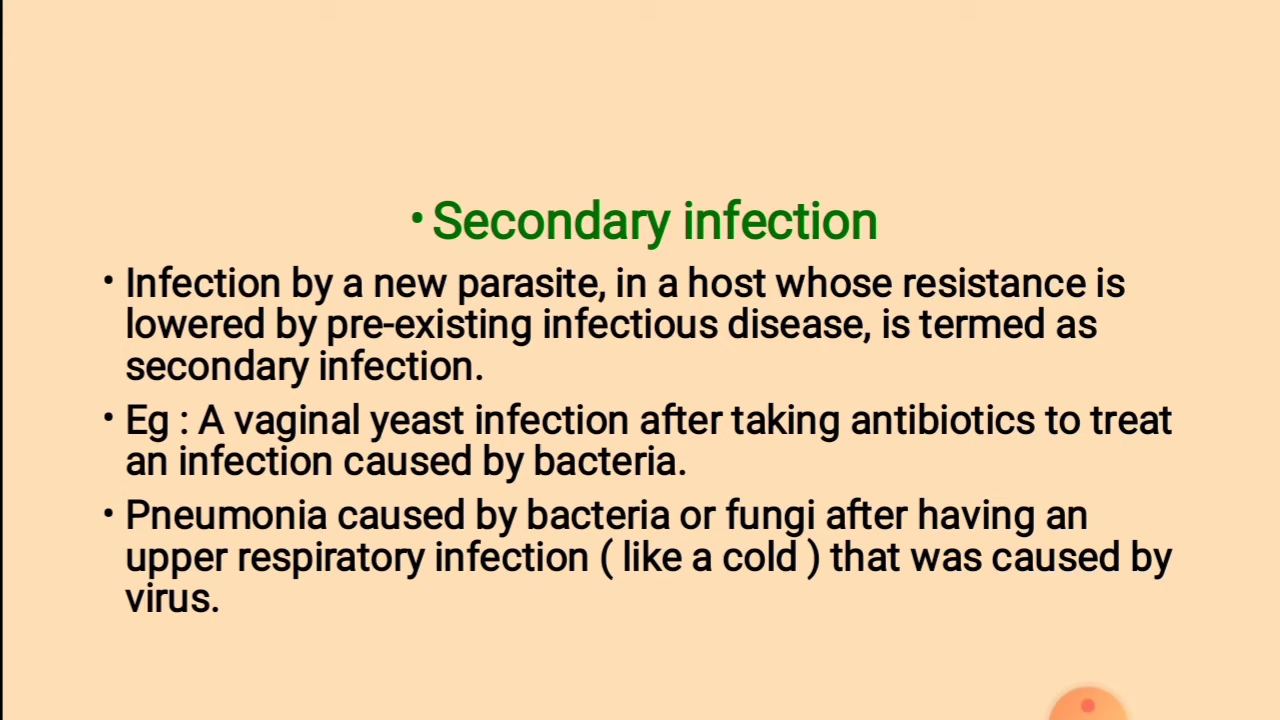 • Secondary infection
• Infection by a new parasite, in a host whose resistance is
lowered by pre-existing infectious disease, is termed as
secondary infection.
• Eg : A vaginal yeast infection after taking antibiotics to treat
an infection caused by bacteria.
• Pneumonia caused by bacteria or fungi after having an
upper respiratory infection ( like a cold ) that was caused by
virus.